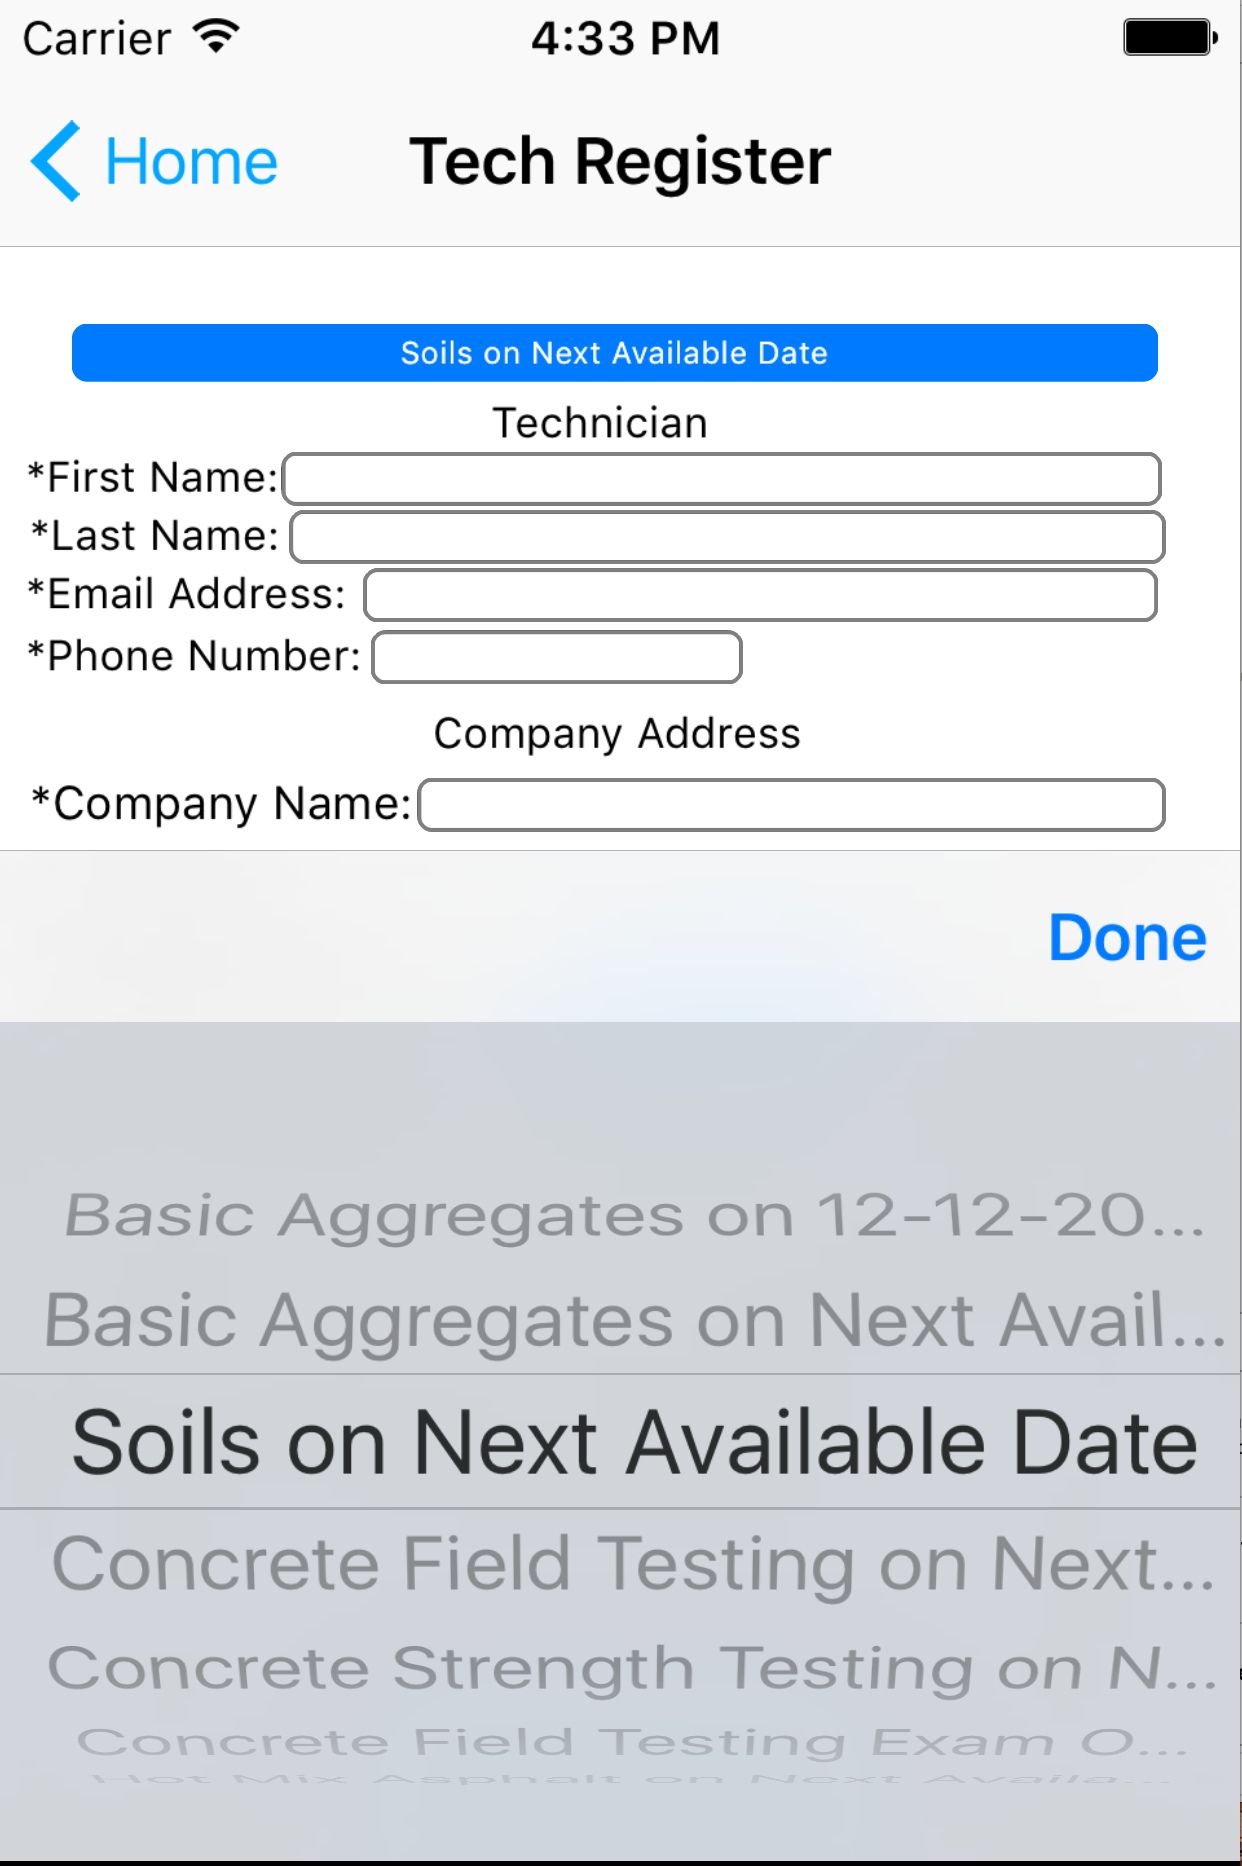 Carrier 4:33 PM
Home Tech Register
Soils on Next Available Date
Technician
*First Name:
*Last Name:
*Email Address:
*Phone Number:
Company Address
*Company Name:
Done
Basic Aggregates on 12-12-20...
Basic Aggregates on Next Avail...
Soils on Next Available Date
Concrete Field Testing on Next...
Concrete Strength Testing on N...
Concrete Field Testing Exam O...
Hot Mix Asphalt on Next Availa...